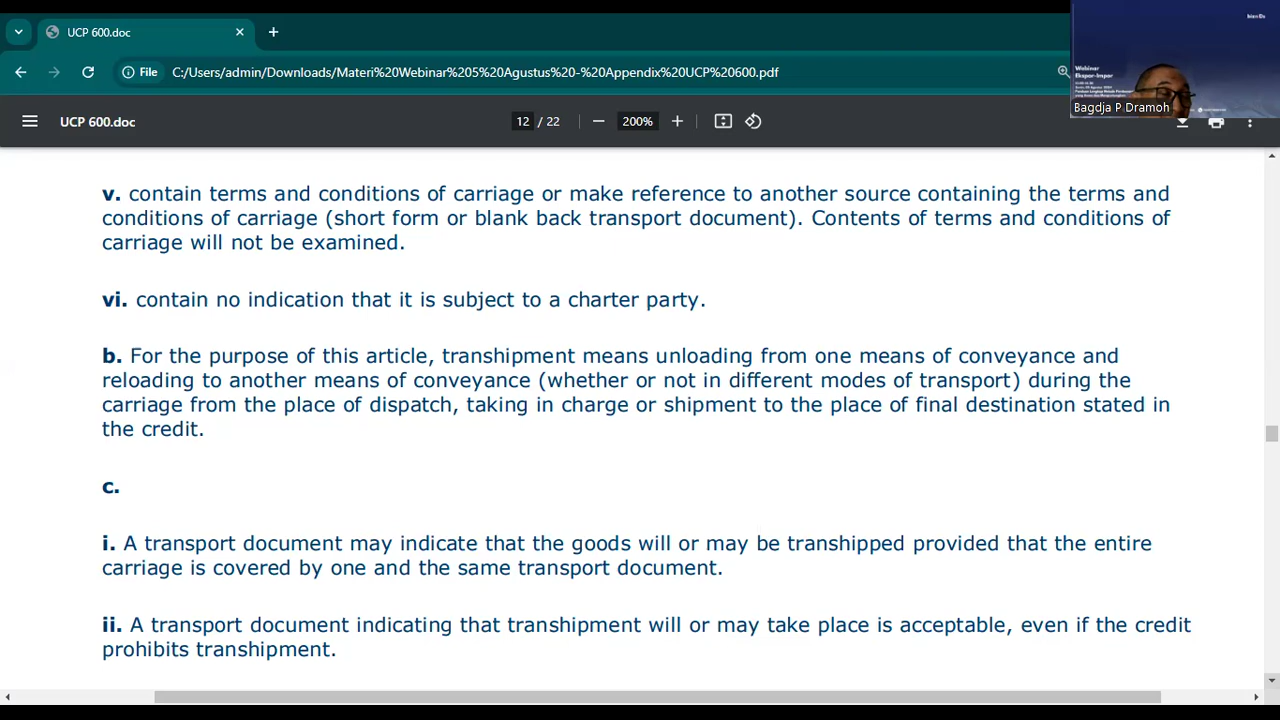 UCP 600.doc
File
C:/Users/admin/Downloads/Materi%20Webinar%205%20Agustus%20-%20Appendix%20UCP%20600.pdf
Webinar
Ekspor-Impor
Bagdja P Dramoh
UCP 600.doc
12 / 22
200%
v. contain terms and conditions of carriage or make reference to another source containing the terms and
conditions of carriage (short form or blank back transport document). Contents of terms and conditions of
carriage will not be examined.
vi. contain no indication that it is subject to a charter party.
b. For the purpose of this article, transhipment means unloading from one means of conveyance and
reloading to another means of conveyance (whether or not in different modes of transport) during the
carriage from the place of dispatch, taking in charge or shipment to the place of final destination stated in
the credit.
c.
i. A transport document may indicate that the goods will or may be transhipped provided that the entire
carriage is covered by one and the same transport document.
ii. A transport document indicating that transhipment will or may take place is acceptable, even if the credit
prohibits transhipment.